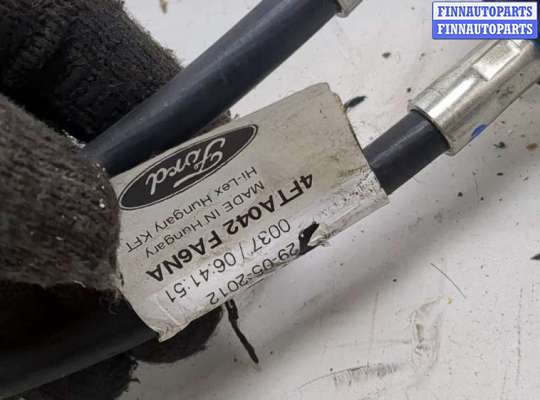 FINNAUTOPARTS
FINNAUTOPARTS
Ford
4FTA042 FA6NA
MADE IN Hungary
Hi-Lex Hungary KFT
29-05-2012
0037 / 06:41:51